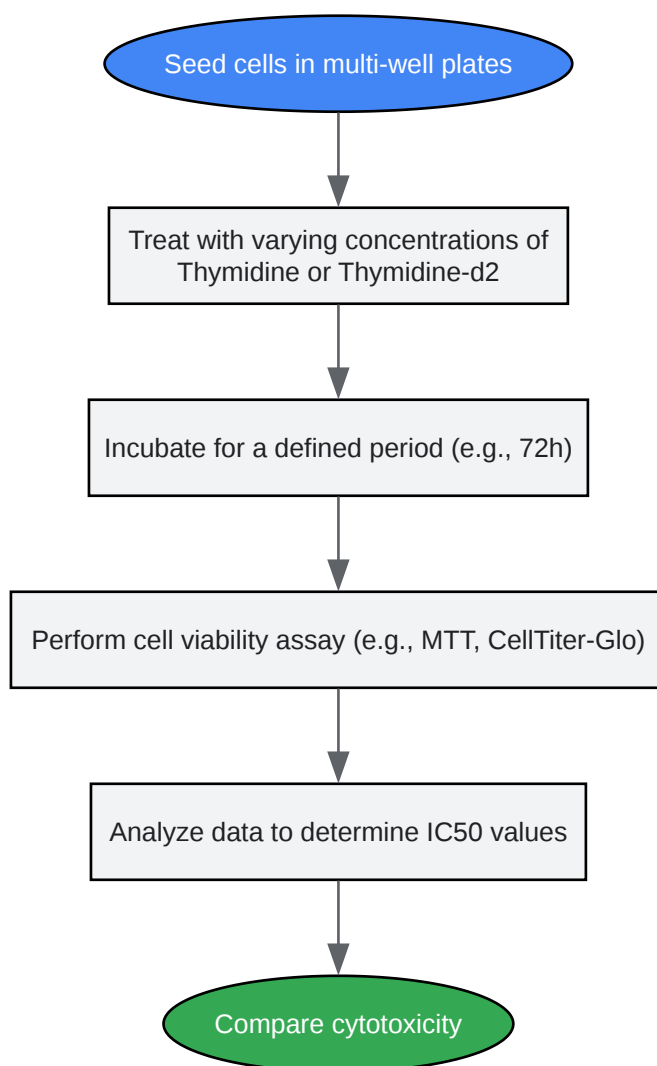 Seed cells in multi-well plates
Treat with varying concentrations of
Thymidine or Thymidine-d2
Incubate for a defined period (e.g., 72h)
Perform cell viability assay (e.g., MTT, CellTiter-Glo)
Analyze data to determine IC50 values
Compare cytotoxicity